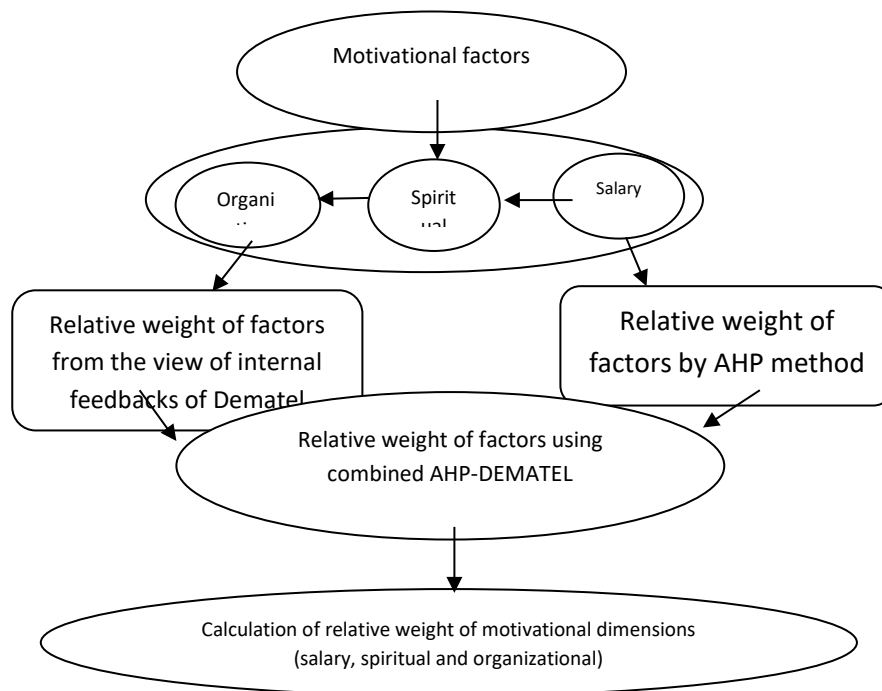 Motivational factors
Organi
Spirit
ual
Salary
Relative weight of factors
from the view of internal
feedbacks of Dematel
Relative weight of
factors by AHP method
Relative weight of factors using
combined AHP-DEMATEL
Calculation of relative weight of motivational dimensions
(salary, spiritual and organizational)